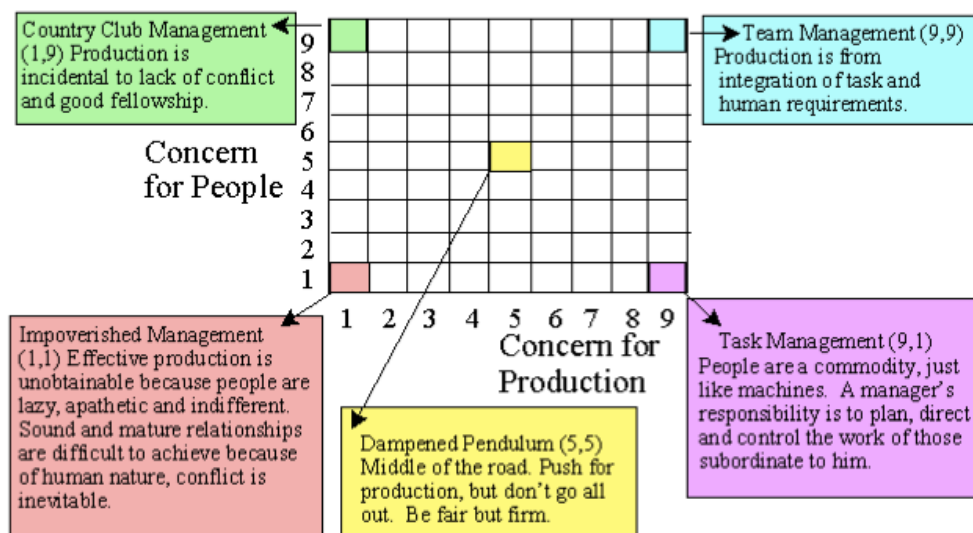 Country Club Management
(1,9) Production is
incidental to lack of conflict
and good fellowship.
Team Management (9,9)
Production is from
integration of task and
human requirements.
Concern
for People
9
8
7
6
5
4
3
2
1
1 2 3 4 5 6 7 8 9
Concern for
Production
Impoverished Management
(1,1) Effective production is
unobtainable because people are
lazy, apathetic and indifferent.
Sound and mature relationships
are difficult to achieve because
of human nature, conflict is
inevitable.
Dampened Pendulum (5,5)
Middle of the road. Push for
production, but don't go all
out. Be fair but firm.
Task Management (9,1)
People are a commodity, just
like machines. A manager's
responsibility is to plan, direct
and control the work of those
subordinate to him.